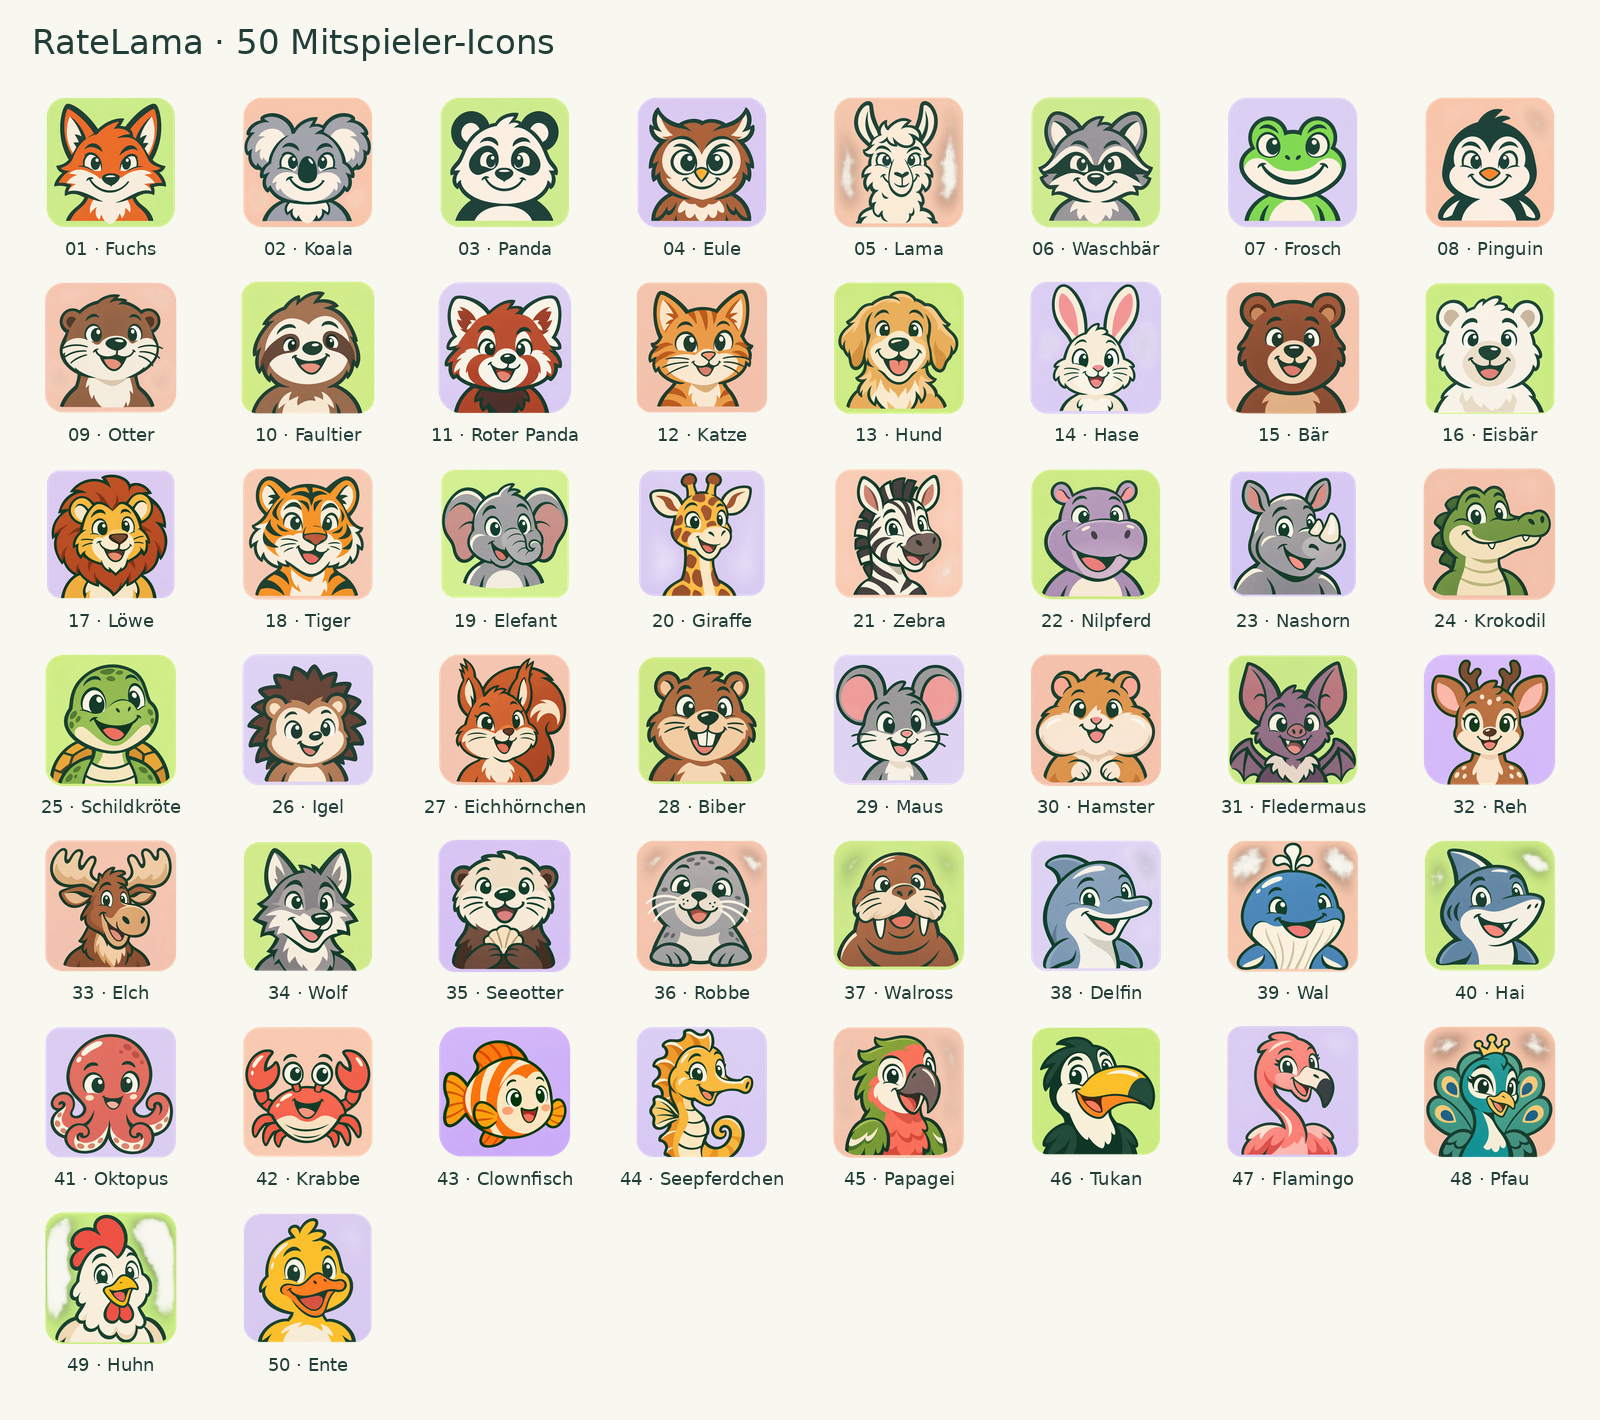 RateLama · 50 Mitspieler-Icons
01 · Fuchs
02 · Koala
03 · Panda
04 · Eule
05 · Lama
06 · Waschbär
07 · Frosch
08 · Pinguin
09 · Otter
10 · Faultier
11 · Roter Panda
12 · Katze
13 · Hund
14 · Hase
15 · Bär
16 · Eisbär
17 · Löwe
18 · Tiger
19 · Elefant
20 · Giraffe
21 · Zebra
22 · Nilpferd
23 · Nashorn
24 · Krokodil
25 · Schildkröte
26 · Igel
27 · Eichhörnchen
28 · Biber
29 · Maus
30 · Hamster
31 · Fledermaus
32 · Reh
33 · Elch
34 · Wolf
35 · Seeotter
36 · Robbe
37 · Walross
38 · Delfin
39 · Wal
40 · Hai
41 · Oktopus
42 · Krabbe
43 · Clownfisch
44 · Seepferdchen
45 · Papagei
46 · Tukan
47 · Flamingo
48 · Pfau
49 · Huhn
50 · Ente